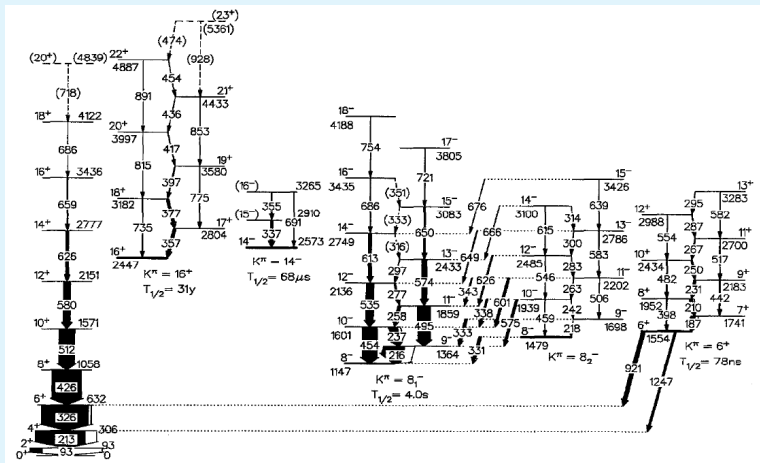 (23⁺)
(20⁺) (4839) 22⁺ (474) (5361)
4887 (928)
(718) 454 21⁺
18⁺ 4122 891 4433
436
20⁺ 853
686 3997 417 19⁺
3580
16⁺ 3436 815 397
18⁺ 775
659 3182 377 17⁺
14⁺ 2777 735 2804
357
16⁺
626 2447 Kπ = 16⁺
T1/2 = 31y
12⁺ 2151
580
10⁺ 1571
512
8⁺ 1058
426
6⁺ 632
326
4⁺ 306
213
2⁺ 93
0⁺ 93 0
(16⁻) 3265
355 2910
(15⁻) 691
337
14⁻ 2573
Kπ = 14⁻
T1/2 = 68μs
18⁻
4188
754 17⁻
3805
16⁻ 721
3435 (351) 15⁻
3083
686 (333)
14⁻ 650
2749 (316) 13⁻
613 2433
297
12⁻ 574
2136 277 11⁻
535 258 1859
10⁻ 495
1601 237 9⁻
454 216 1364
8⁻
1147
Kπ = 8₁⁻
T1/2 = 4.0s
676 666
649 626
343 601
338 575
333 331
15⁻
3426
14⁻ 639
3100 314 13⁻
615 300 2786
12⁻ 583
2485 283 11⁻
546 263 2202
10⁻ 506
1939 242 9⁻
459 218 1698
8⁻
1479
Kπ = 8₂⁻
13⁺
3283
12⁺ 295
2988 582 11⁺
554 287 2700
10⁺ 267 517
2434 250 9⁺
482 231 2183
8⁺ 442
1952 210 7⁺
398 187 1741
6⁺ 1554
Kπ = 6⁺
T1/2 = 78ns
921 1247